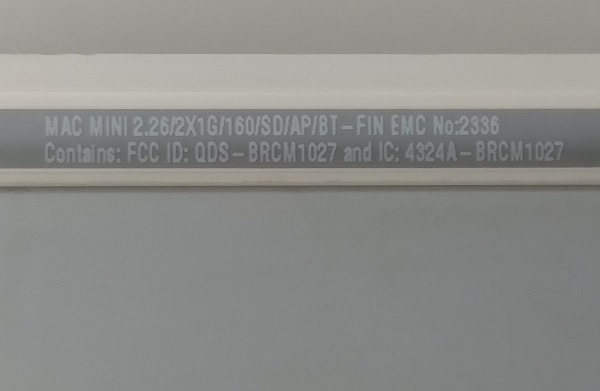 MAC MINI 2.26/2X1G/160/SD/AP/BT-FIN EMC No:2336
Contains: FCC ID: QDS-BRCM1027 and IC: 4324A-BRCM1027